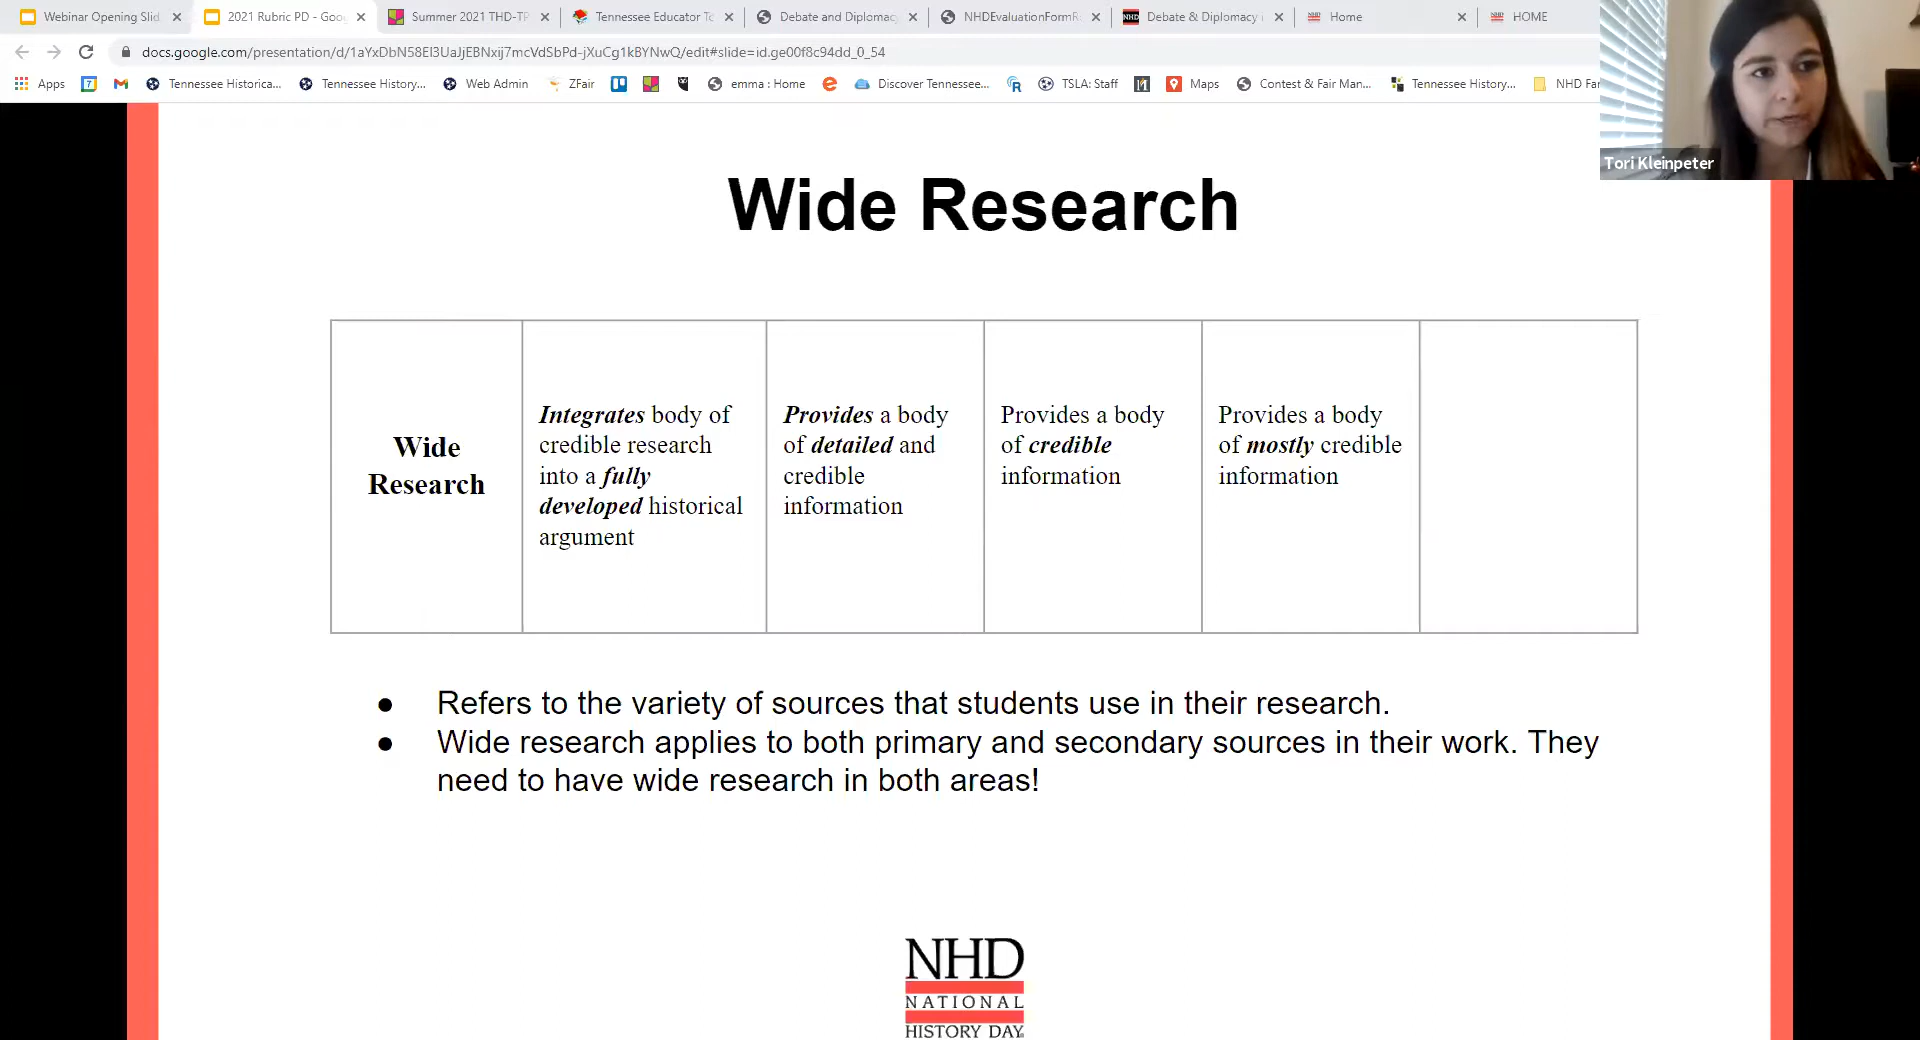 Webinar Opening Slid
2021 Rubric PD - Goo
Summer 2021 THD-TP
Tennessee Educator To
Debate and Diplomac
NHDEvaluationFormR
Debate & Diplomacy
Home
HOME
docs.google.com/presentation/d/1aYxDbN58El3UaJjEBNxij7mcVdSbPd-jXuCg1kBYNwQ/edit#slide=id.ge00f8c94dd_0_54
Apps
Tennessee Historica...
Tennessee History...
Web Admin
ZFair
emma : Home
Discover Tennessee...
TSLA: Staff
Maps
Contest & Fair Man...
Tennessee History...
NHD Far
Tori Kleinpeter
Wide Research
Wide
Research
Integrates body of
credible research
into a fully
developed historical
argument
Provides a body
of detailed and
credible
information
Provides a body
of credible
information
Provides a body
of mostly credible
information
● Refers to the variety of sources that students use in their research.
● Wide research applies to both primary and secondary sources in their work. They
need to have wide research in both areas!
NHD
NATIONAL
HISTORY DAY